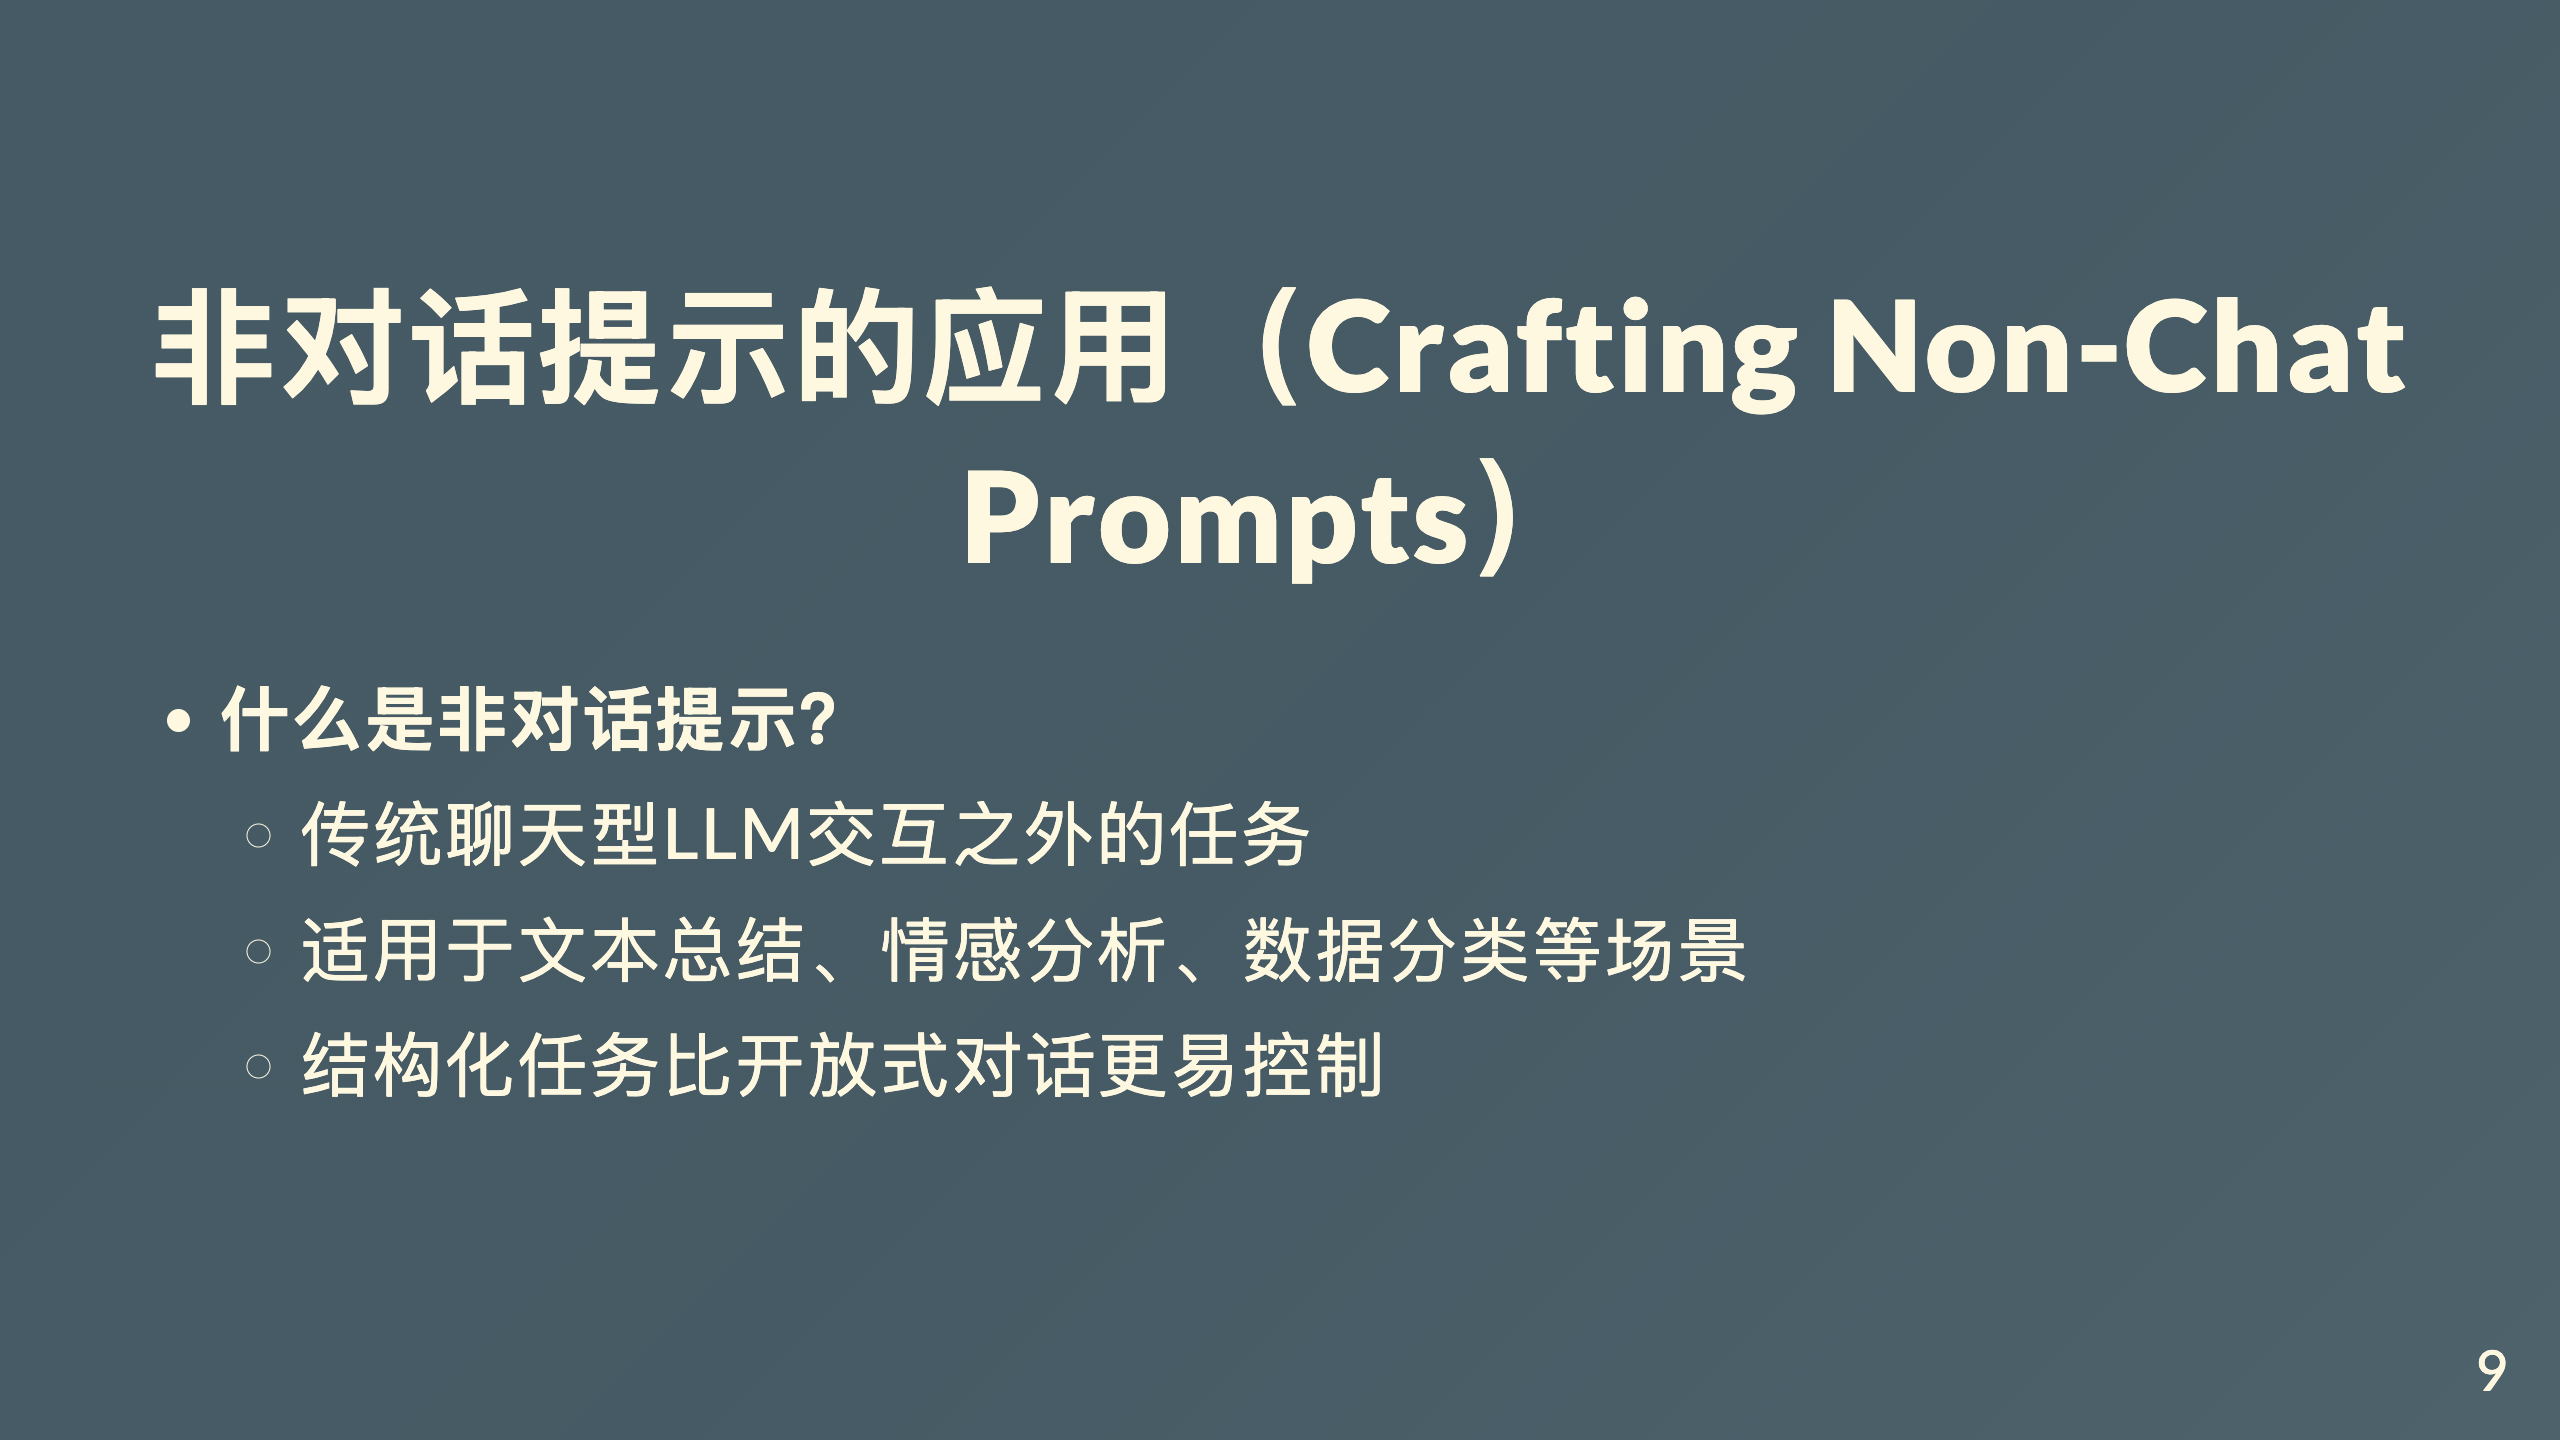 非对话提示的应用（Crafting Non-Chat
Prompts）
• 什么是非对话提示？
○ 传统聊天型LLM交互之外的任务
○ 适用于文本总结、情感分析、数据分类等场景
○ 结构化任务比开放式对话更易控制
9